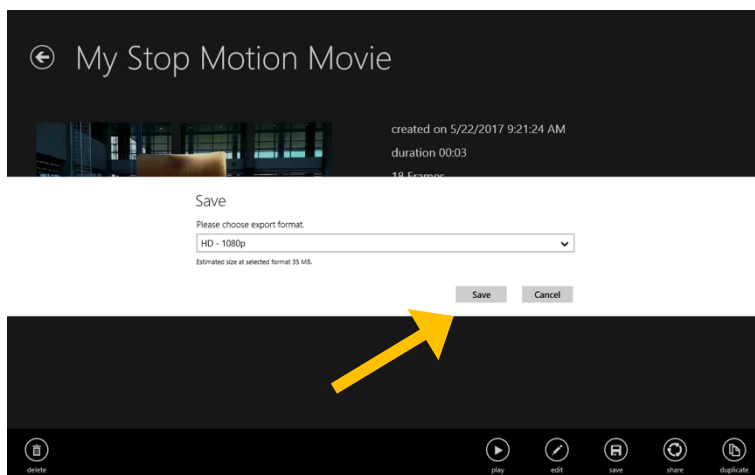 My Stop Motion Movie
created on 5/22/2017 9:21:24 AM
duration 00:03
18 Frames
Save
Please choose export format.
HD - 1080p
Estimated size at selected format 35 MB.
Save Cancel
delete play edit save share duplicate